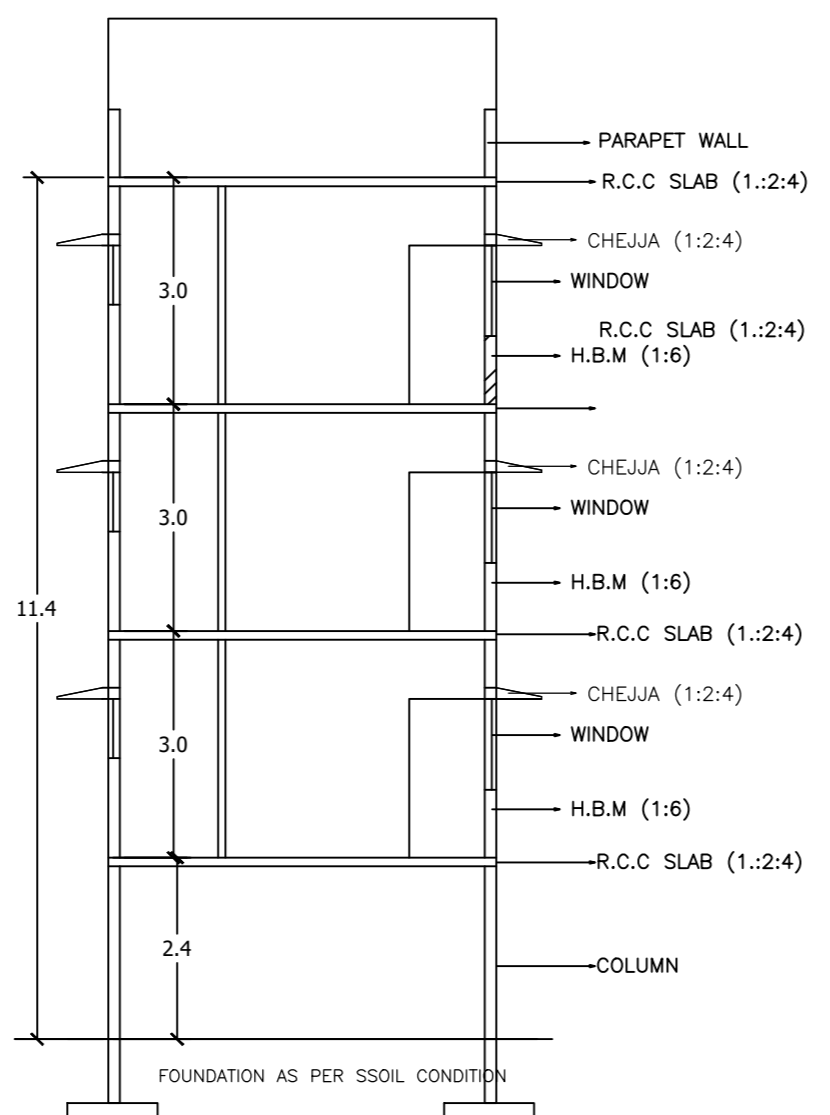 PARAPET WALL
R.C.C SLAB (1.:2:4)
CHEJJA (1:2:4)
WINDOW
3.0
R.C.C SLAB (1.:2:4)
H.B.M (1:6)
CHEJJA (1:2:4)
WINDOW
3.0
H.B.M (1:6)
11.4
R.C.C SLAB (1.:2:4)
CHEJJA (1:2:4)
WINDOW
3.0
H.B.M (1:6)
R.C.C SLAB (1.:2:4)
2.4
COLUMN
FOUNDATION AS PER SSOIL CONDITION